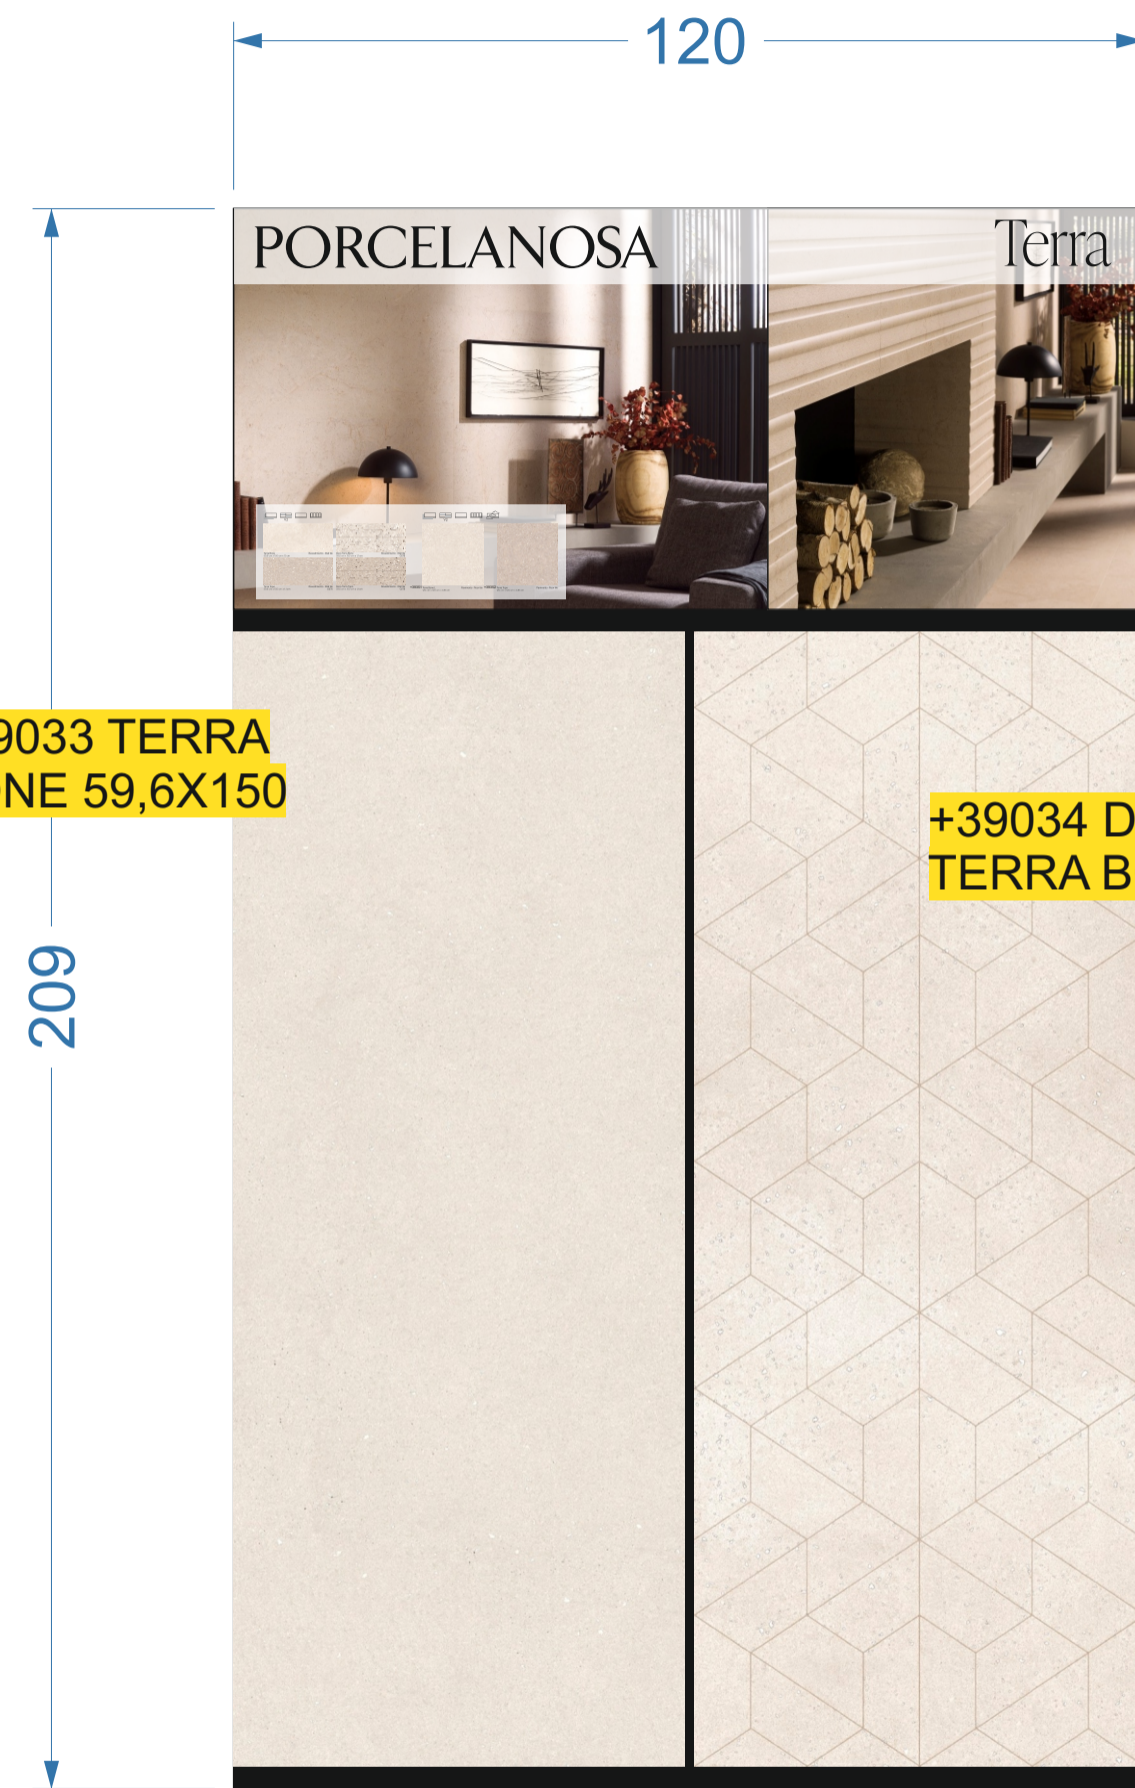 120
PORCELANOSA
Terra
9033 TERRA
NE 59,6X150
+39034 D
TERRA B
209